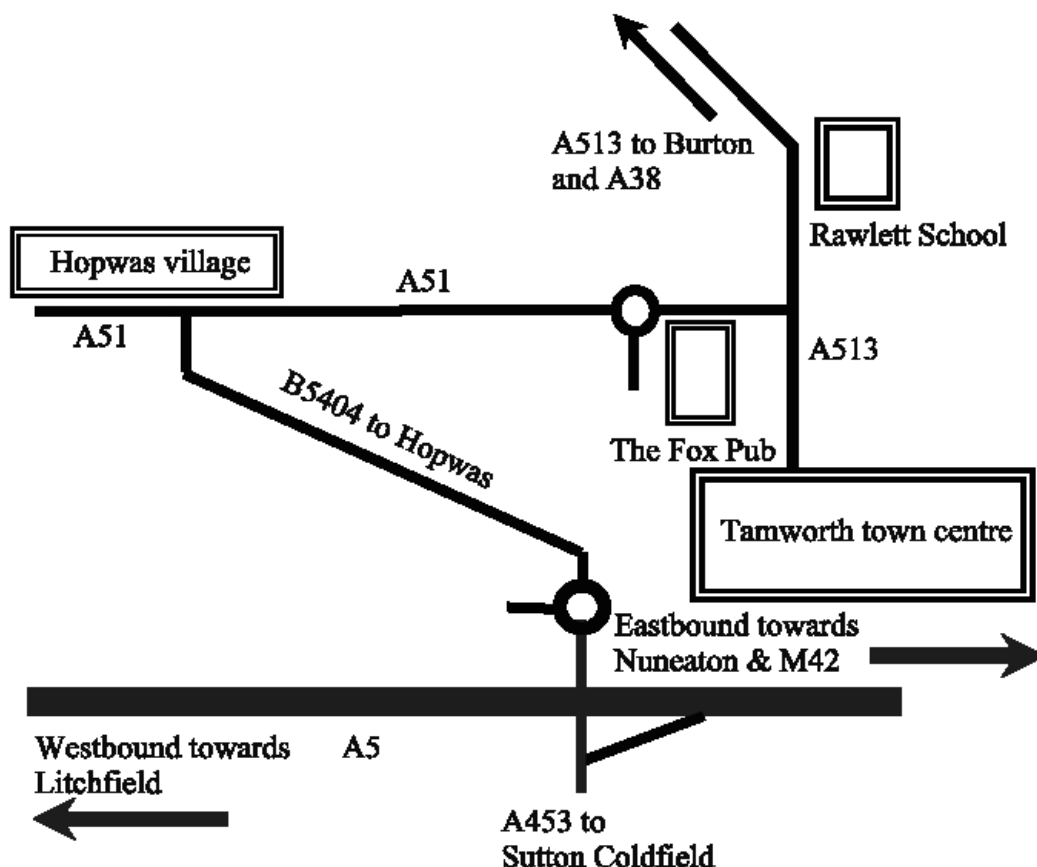 A513 to Burton
and A38
Rawlett School
Hopwas village
A51
A51
A513
B5404 to Hopwas
The Fox Pub
Tamworth town centre
Eastbound towards
Nuneaton & M42
Westbound towards
Litchfield
A5
A453 to
Sutton Coldfield